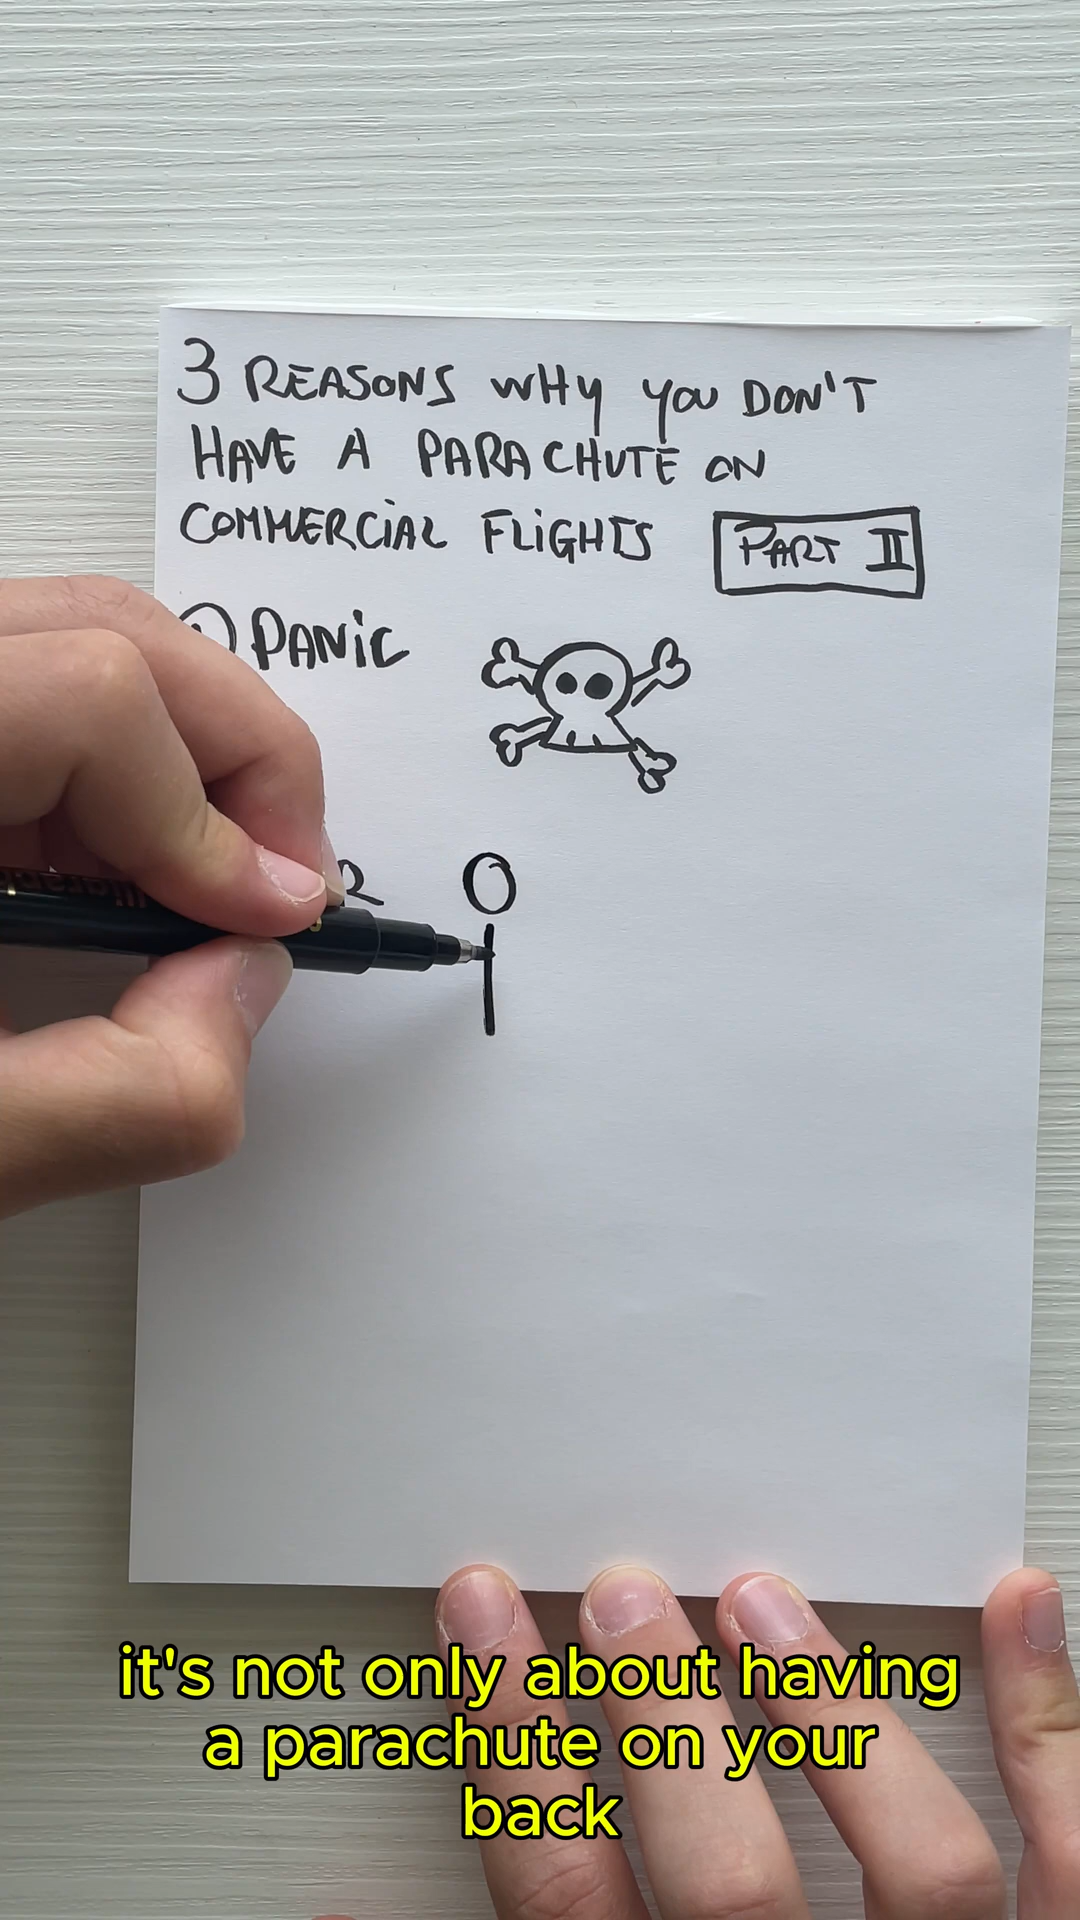 3 REASONS WHY YOU DON'T
HAVE A PARACHUTE ON
COMMERCIAL FLIGHTS PART II
PANIC
it's not only about having
a parachute on your
back